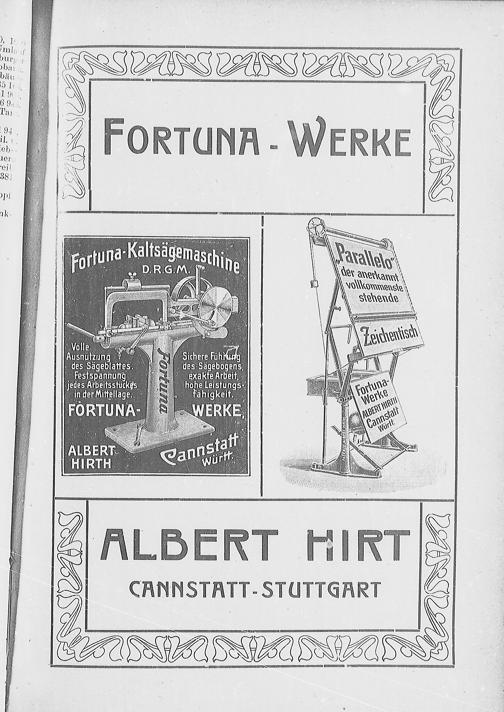 FORTUNA - WERKE
Fortuna-Kaltsägemaschine
D.R.G.M.
Volle
Ausnutzung
des Sägeblattes.
Festspannung
jedes Arbeitsstückes
in der Mittellage.
Fortuna
Sichere Führung
des Sägebogens,
exakte Arbeit,
hohe Leistungs-
fähigkeit.
FORTUNA-WERKE,
ALBERT
HIRTH
Cannstatt
Württ.
„Parallelo"
der anerkannt
vollkommenste
stehende
Zeichentisch
Fortuna-
Werke
ALBERT HIRTH
Cannstatt
Württ.
ALBERT HIRT
CANNSTATT-STUTTGART